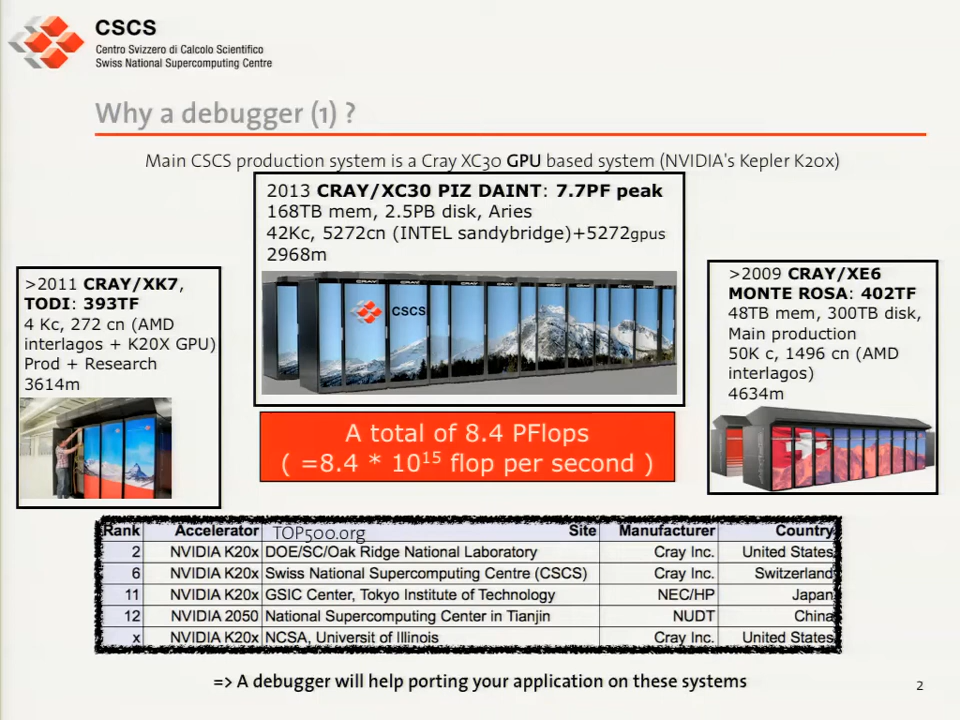 CSCS
Centro Svizzero di Calcolo Scientifico
Swiss National Supercomputing Centre
Why a debugger (1) ?
Main CSCS production system is a Cray XC30 GPU based system (NVIDIA's Kepler K20x)
2013 CRAY/XC30 PIZ DAINT: 7.7PF peak
168TB mem, 2.5PB disk, Aries
42Kc, 5272cn (INTEL sandybridge)+5272gpus
2968m
CSCS
>2011 CRAY/XK7,
TODI: 393TF
4 Kc, 272 cn (AMD
interlagos + K20X GPU)
Prod + Research
3614m
>2009 CRAY/XE6
MONTE ROSA: 402TF
48TB mem, 300TB disk,
Main production
50K c, 1496 cn (AMD
interlagos)
4634m
A total of 8.4 PFlops
( =8.4 * 10¹⁵ flop per second )
Rank Accelerator TOP500.org Site Manufacturer Country
2 NVIDIA K20x DOE/SC/Oak Ridge National Laboratory Cray Inc. United States
6 NVIDIA K20x Swiss National Supercomputing Centre (CSCS) Cray Inc. Switzerland
11 NVIDIA K20x GSIC Center, Tokyo Institute of Technology NEC/HP Japan
12 NVIDIA 2050 National Supercomputing Center in Tianjin NUDT China
x NVIDIA K20x NCSA, Universit of Illinois Cray Inc. United States
=> A debugger will help porting your application on these systems
2